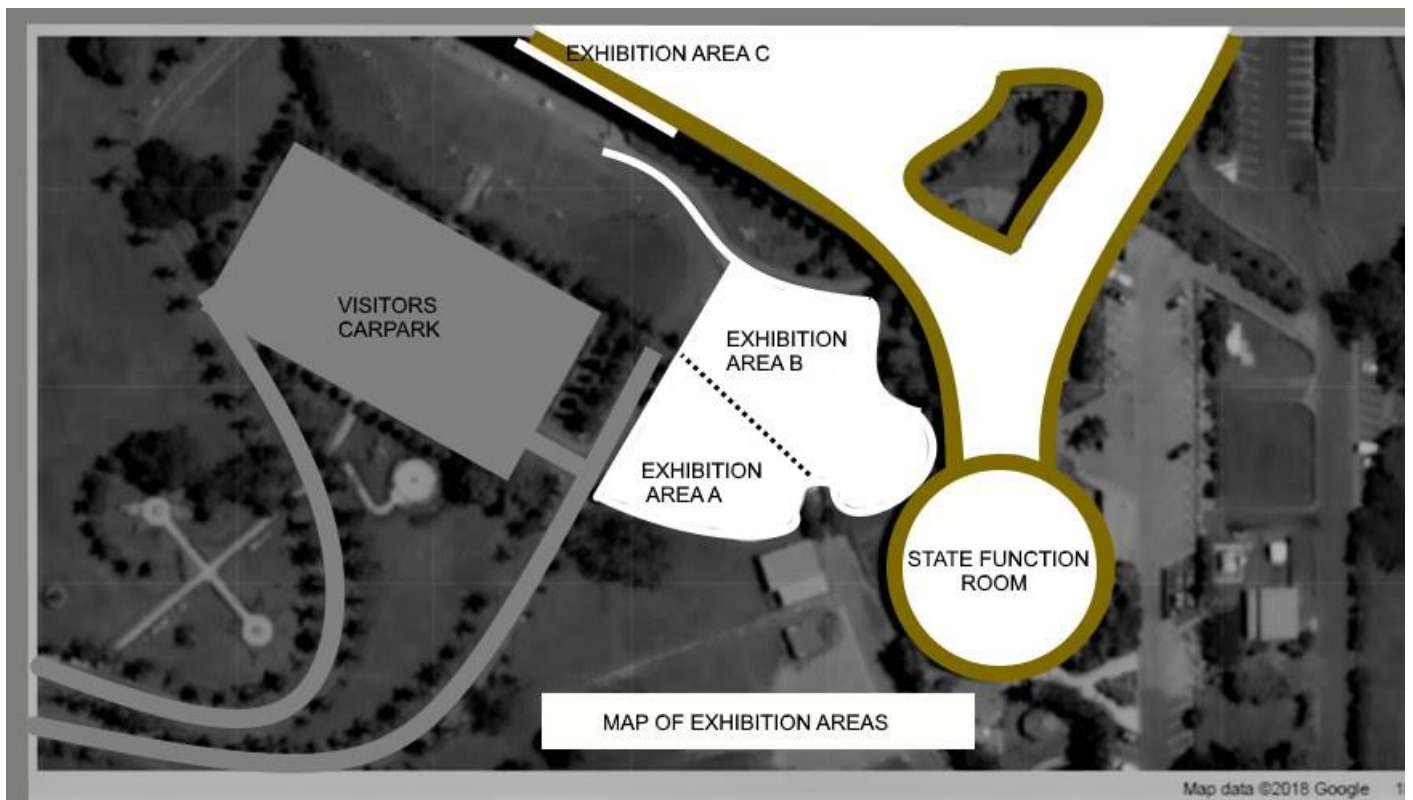 EXHIBITION AREA C
VISITORS
CARPARK
EXHIBITION
AREA B
EXHIBITION
AREA A
STATE FUNCTION
ROOM
MAP OF EXHIBITION AREAS
Map data ©2018 Google